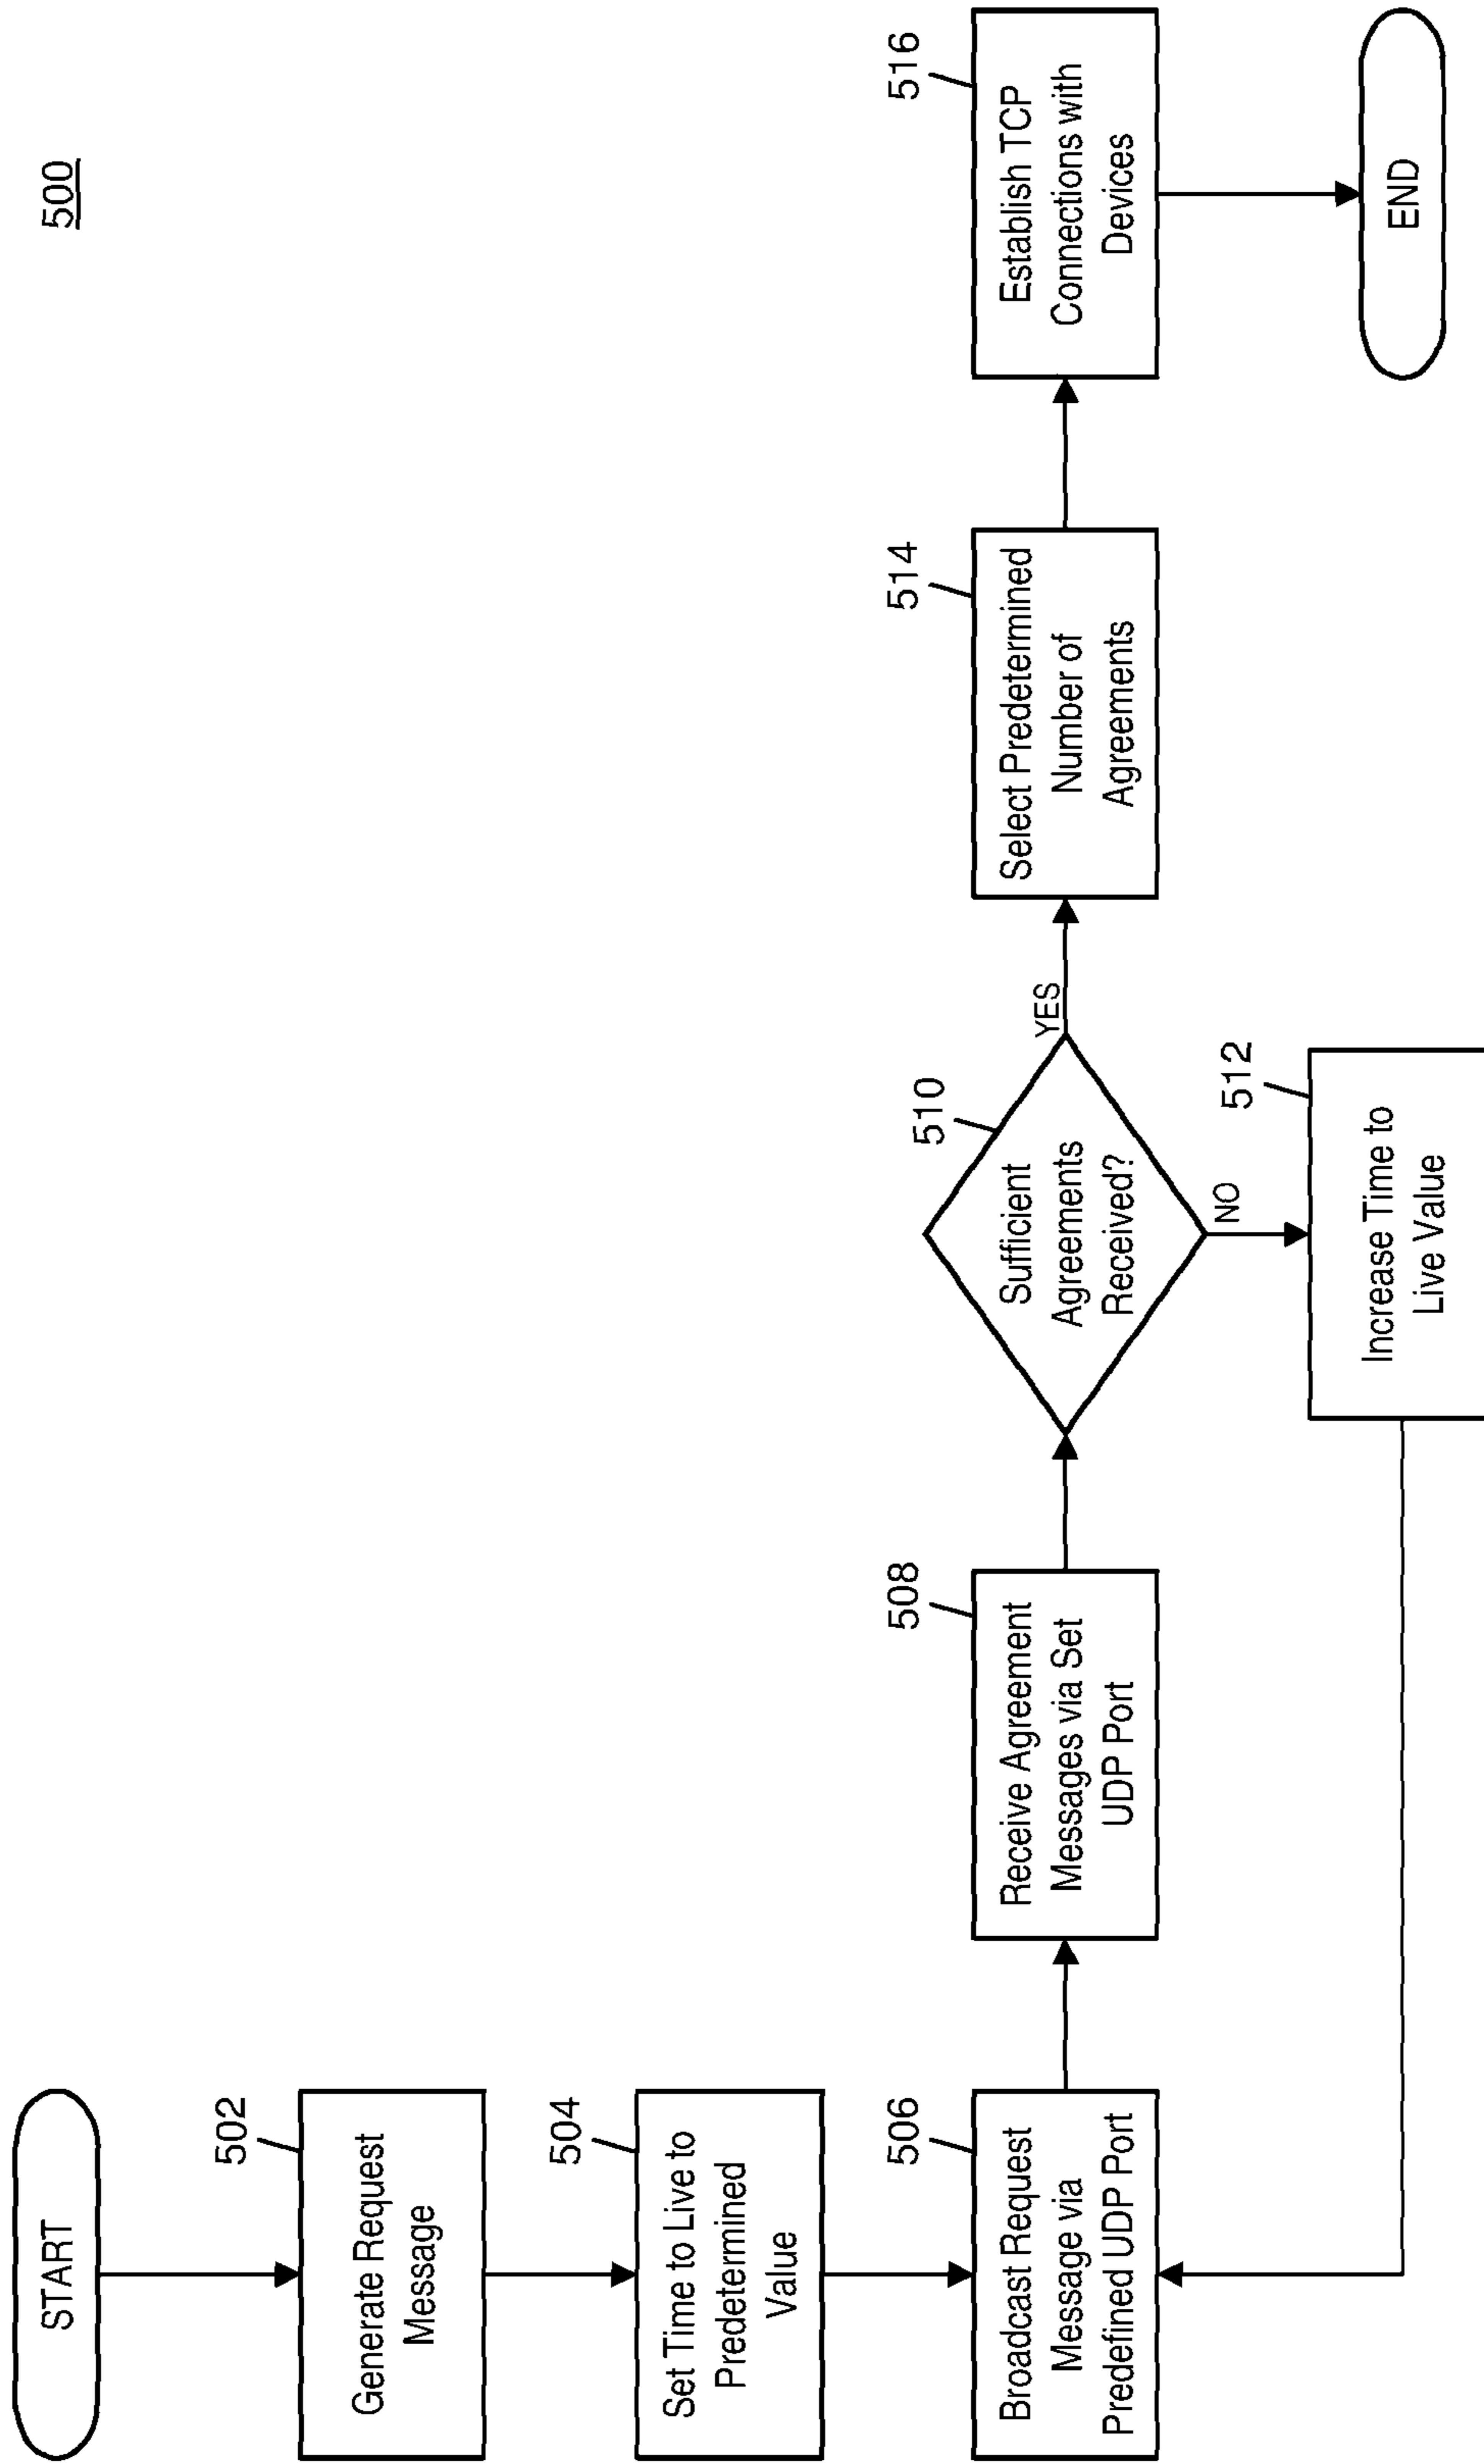 500
START
502
Generate Request
Message
504
Set Time to Live to
Predetermined
Value
506
Broadcast Request
Message via
Predefined UDP Port
508
Receive Agreement
Messages via Set
UDP Port
510
Sufficient
Agreements
Received?
YES
NO
512
Increase Time to
Live Value
514
Select Predetermined
Number of
Agreements
516
Establish TCP
Connections with
Devices
END